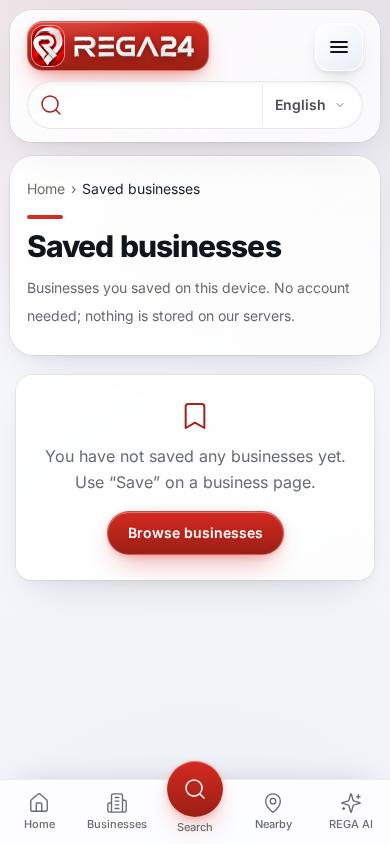 REGA24
English
Home › Saved businesses
Saved businesses
Businesses you saved on this device. No account
needed; nothing is stored on our servers.
You have not saved any businesses yet.
Use “Save” on a business page.
Browse businesses
Home
Businesses
Search
Nearby
REGA AI